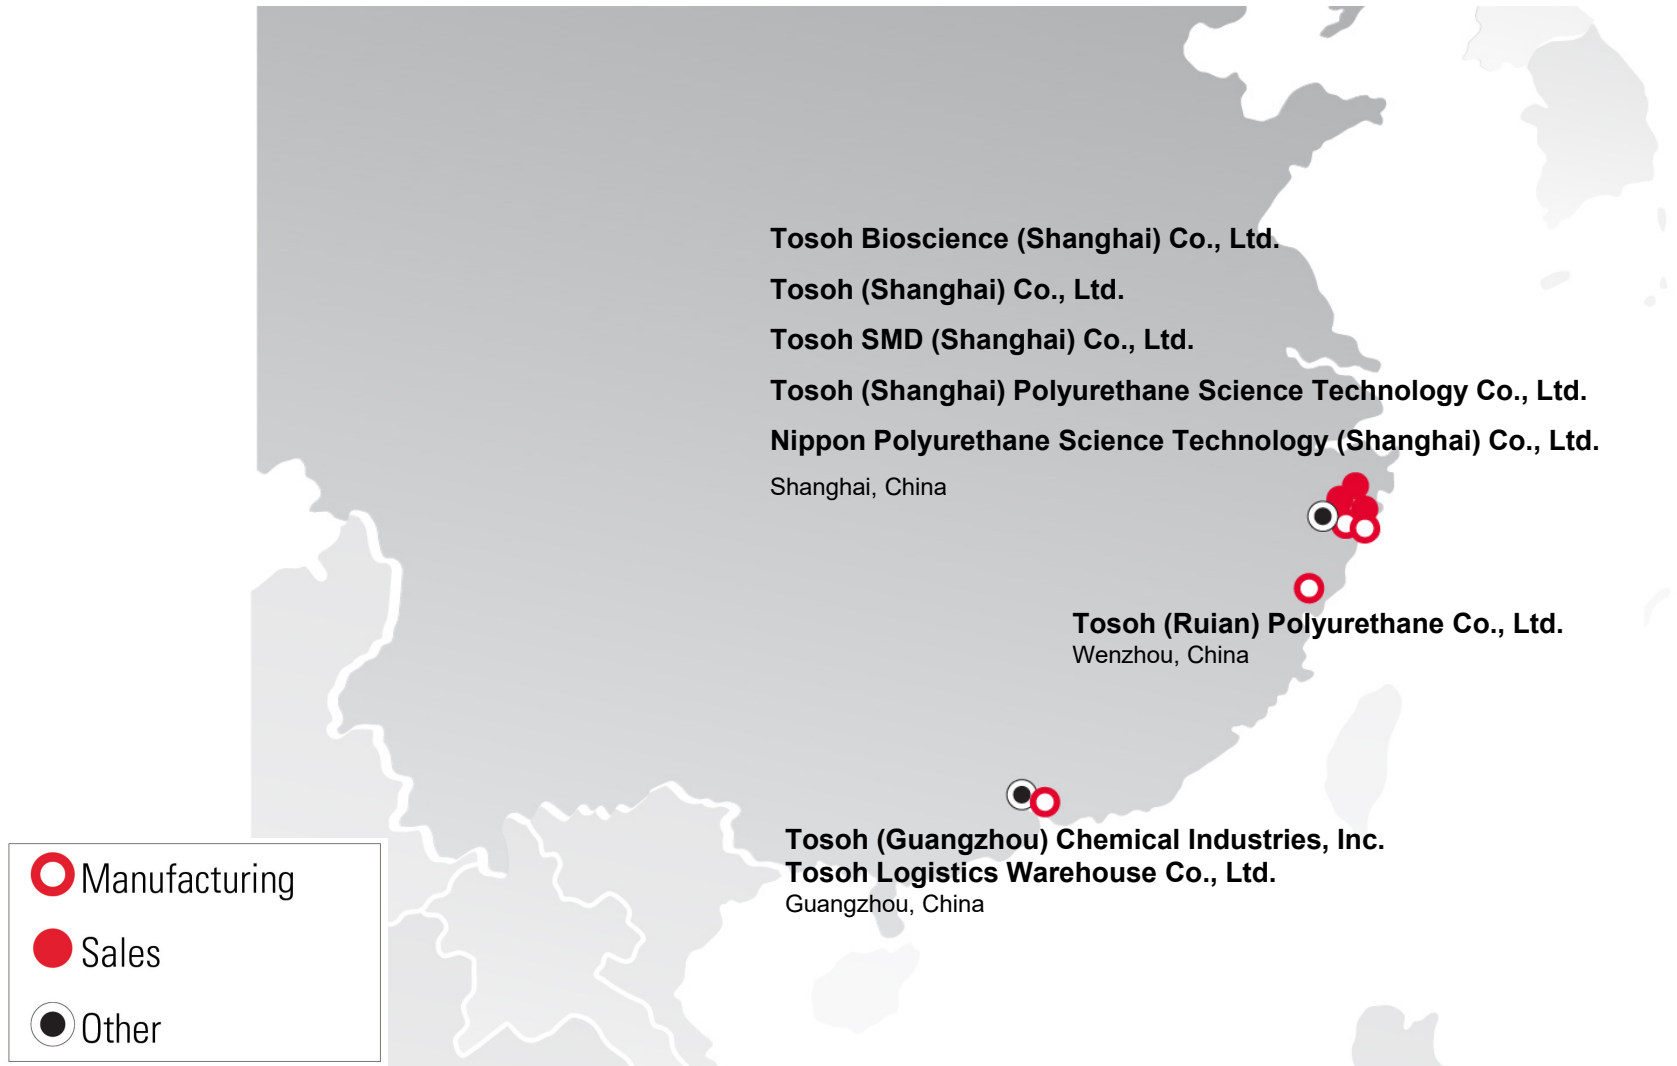 Tosoh Bioscience (Shanghai) Co., Ltd.
Tosoh (Shanghai) Co., Ltd.
Tosoh SMD (Shanghai) Co., Ltd.
Tosoh (Shanghai) Polyurethane Science Technology Co., Ltd.
Nippon Polyurethane Science Technology (Shanghai) Co., Ltd.
Shanghai, China
Tosoh (Ruian) Polyurethane Co., Ltd.
Wenzhou, China
Tosoh (Guangzhou) Chemical Industries, Inc.
Tosoh Logistics Warehouse Co., Ltd.
Guangzhou, China
Manufacturing
Sales
Other